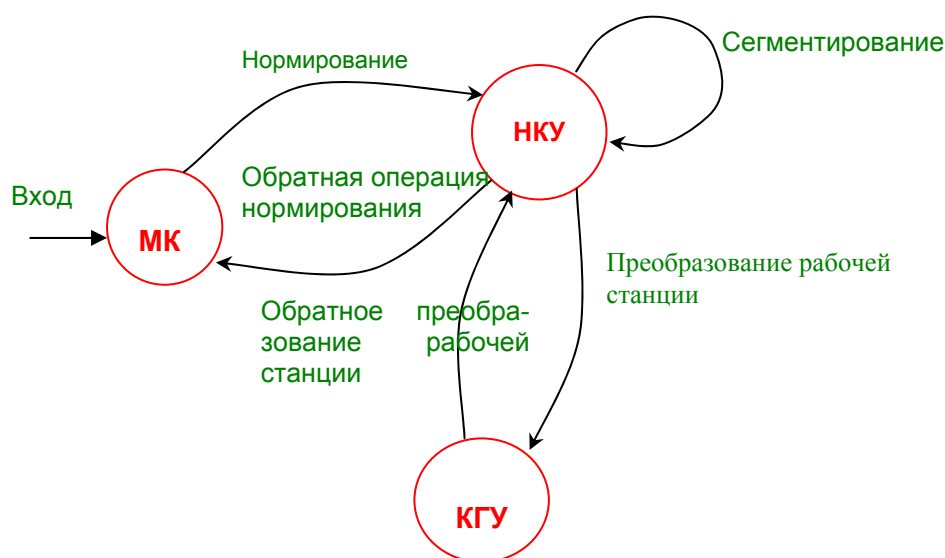 Сегментирование
Нормирование
НКУ
Обратная операция
нормирования
Вход
МК
Преобразование рабочей
станции
Обратное преобра-
зование рабочей
станции
КГУ